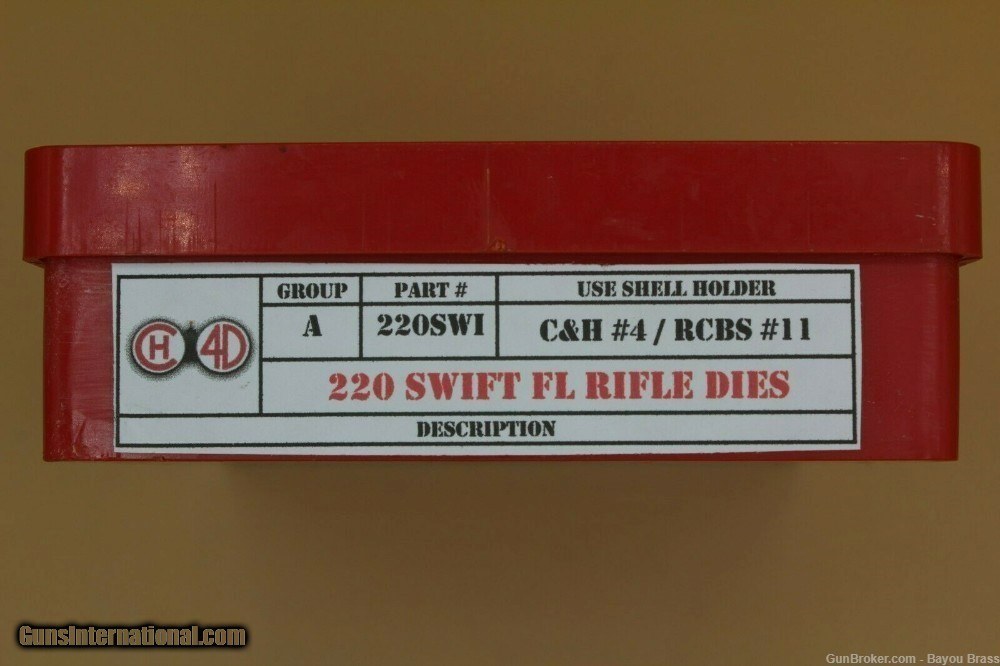 GROUP PART # USE SHELL HOLDER
A 220SWI C&H #4 / RCBS #11
CH 4D
220 SWIFT FL RIFLE DIES
DESCRIPTION
GunsInternational.com
GunBroker.com - Bayou Brass